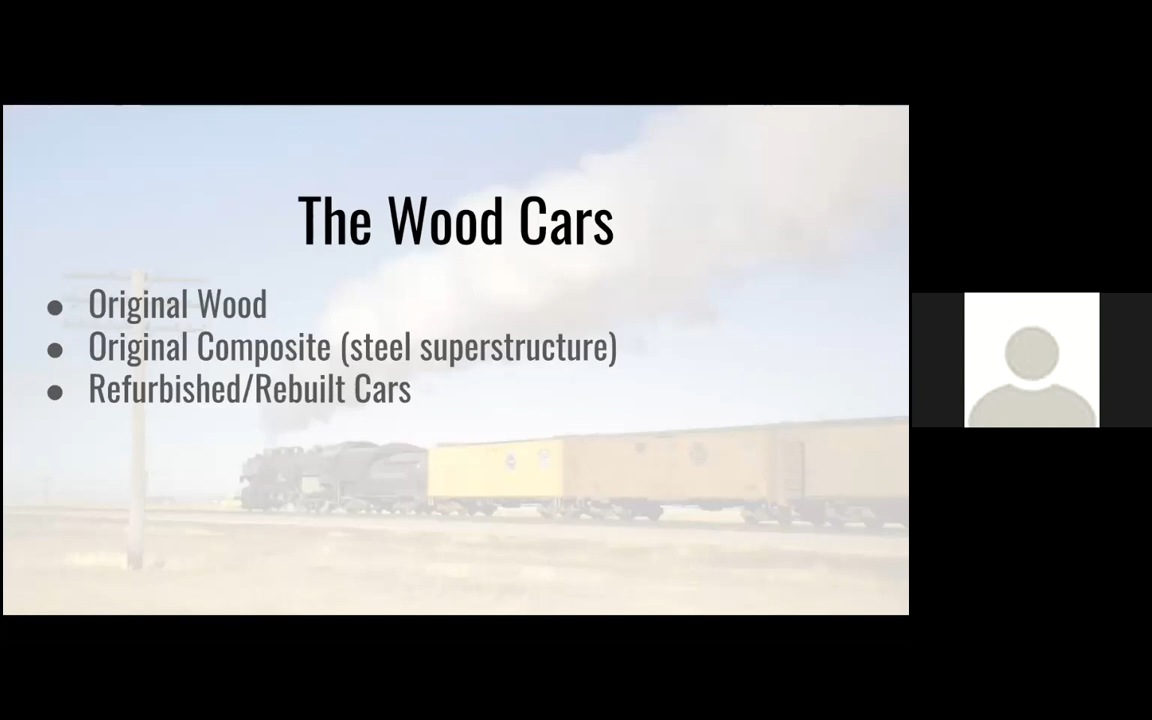 The Wood Cars
● Original Wood
● Original Composite (steel superstructure)
● Refurbished/Rebuilt Cars